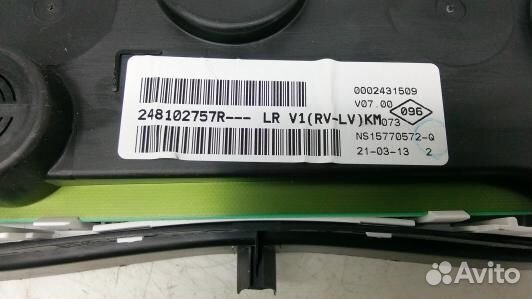 0002431509
V07.00
096
248102757R--- LR V1(RV~LV)KM
073
NS15770572-Q
21-03-13 2
Avito